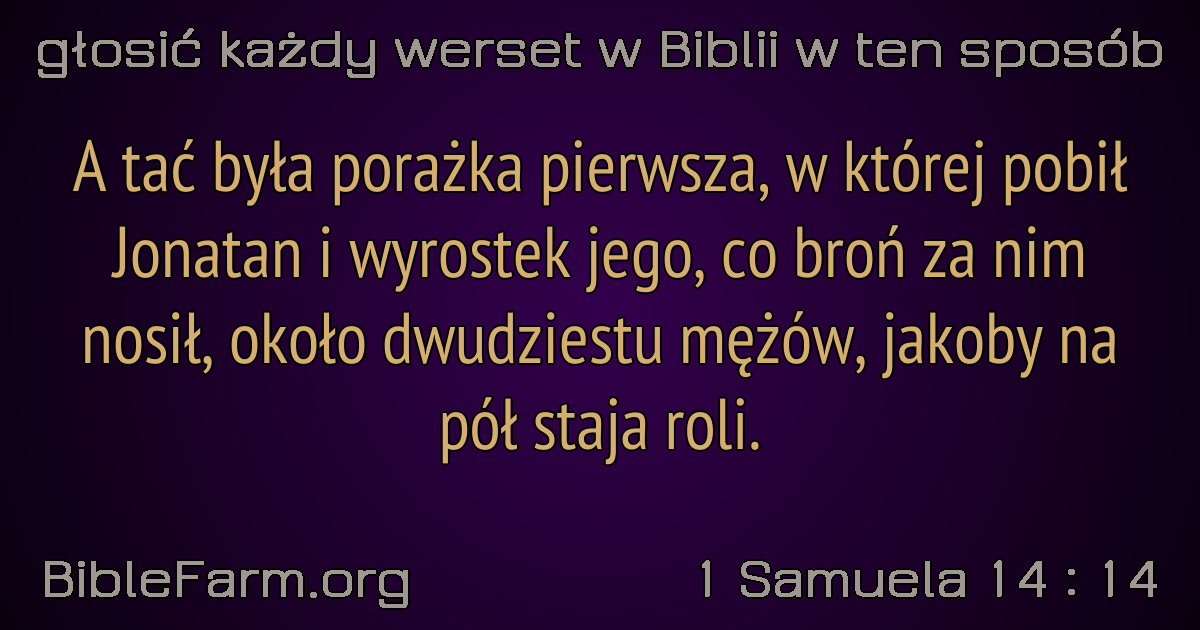 głosić każdy werset w Biblii w ten sposób
A tać była porażka pierwsza, w której pobił
Jonatan i wyrostek jego, co broń za nim
nosił, około dwudziestu mężów, jakoby na
pół staja roli.
BibleFarm.org
1 Samuela 14 : 14